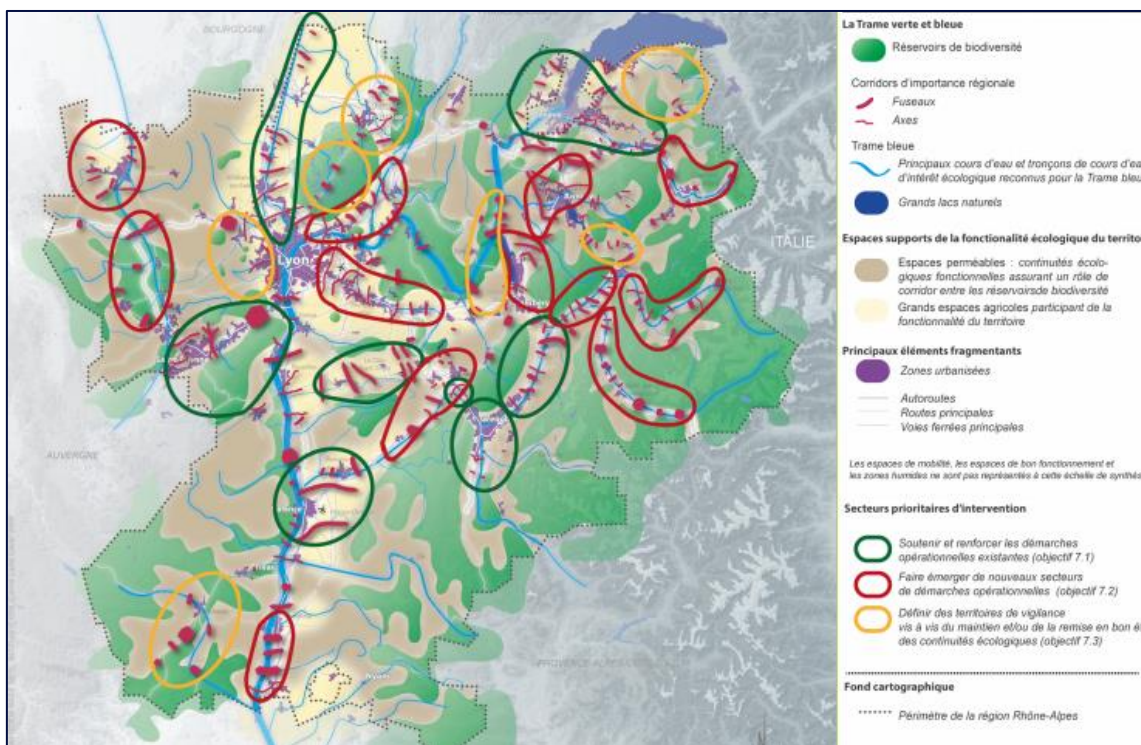 BOURGOGNE
Lyon
ITALIE
AUVERGNE
PROVENCE-ALPES
Nyons
N
La Trame verte et bleue
Réservoirs de biodiversité
Corridors d'importance régionale
Fuseaux
Axes
Trame bleue
Principaux cours d'eau et tronçons de cours d'ea
d'intérêt écologique reconnus pour la Trame bleu
Grands lacs naturels
Espaces supports de la fonctionalité écologique du territo
Espaces perméables : continuités écolo-
giques fonctionnelles assurant un rôle de
corridor entre les réservoirsde biodiversité
Grands espaces agricoles participant de la
fonctionnalité du territoire
Principaux éléments fragmentants
Zones urbanisées
Autoroutes
Routes principales
Voies ferrées principales
Les espaces de mobilité, les espaces de bon fonctionnement et
les zones humides ne sont pas représentés à cette échelle de synthès
Secteurs prioritaires d'intervention
Soutenir et renforcer les démarches
opérationnelles existantes (objectif 7.1)
Faire émerger de nouveaux secteurs
de démarches opérationnelles (objectif 7.2)
Définir des territoires de vigilance
vis à vis du maintien et/ou de la remise en bon é
des continuités écologiques (objectif 7.3)
Fond cartographique
Périmètre de la région Rhône-Alpes